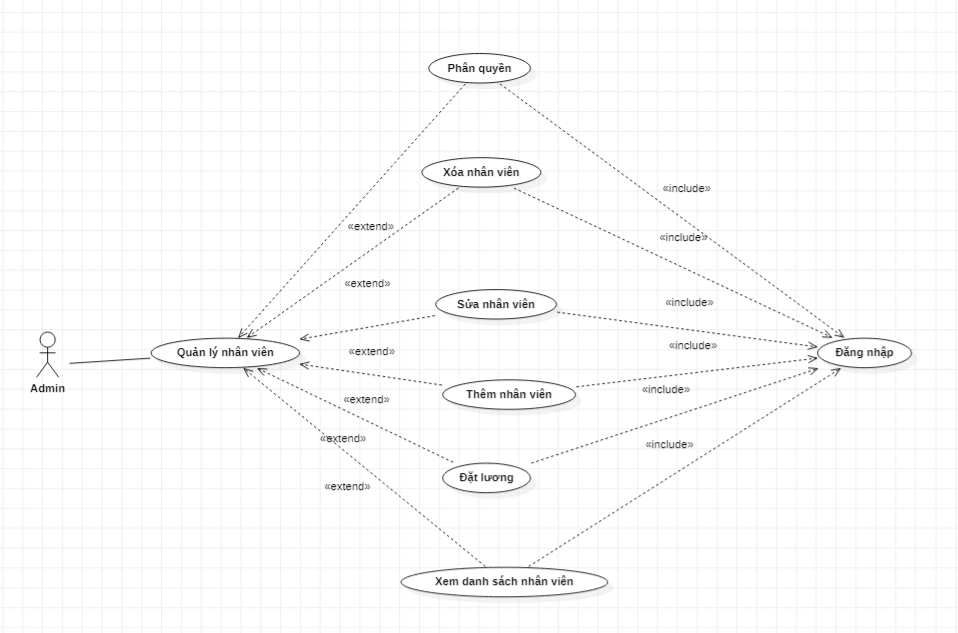 Phân quyền
Xóa nhân viên
«include»
«extend»
«include»
«extend»
Sửa nhân viên
«include»
Quản lý nhân viên
«extend»
«include»
Đăng nhập
Admin
Thêm nhân viên
«include»
«extend»
«extend»
«include»
Đặt lương
«extend»
Xem danh sách nhân viên